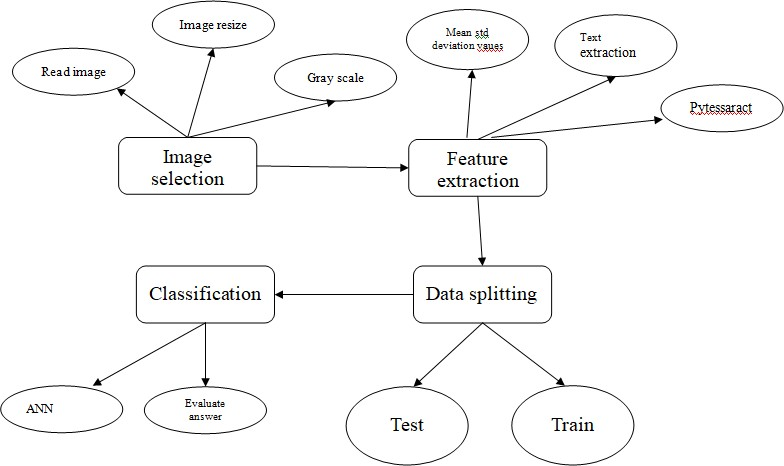 Image resize
Read image
Gray scale
Mean std
deviation vaues
Text
extraction
Pytessaract
Image
selection
Feature
extraction
Classification
Data splitting
ANN
Evaluate
answer
Test
Train